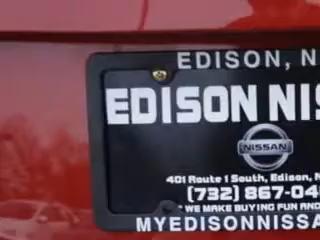 EDISON, N
EDISON NIS
NISSAN
401 Route 1 South, Edison, N
(732) 867-04
WE MAKE BUYING FUN AND
MYEDISONNISSA